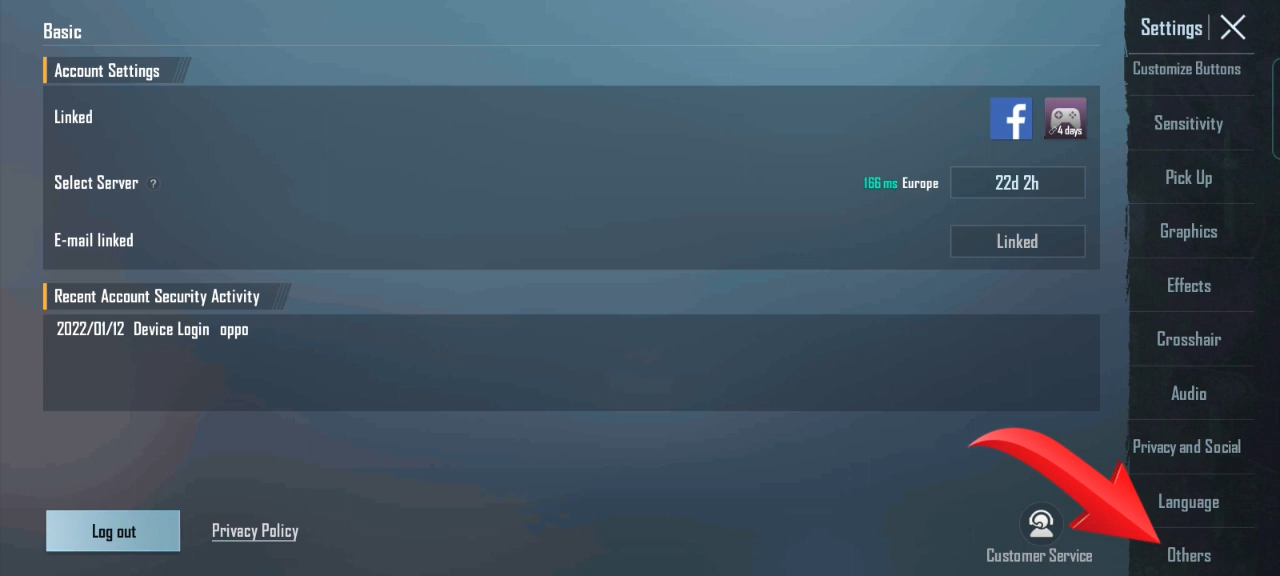 Basic
Settings
Account Settings
Customize Buttons
Linked
4 days
Sensitivity
Select Server ?
166 ms Europe
22d 2h
Pick Up
E-mail linked
Linked
Graphics
Effects
Recent Account Security Activity
2022/01/12 Device Login oppo
Crosshair
Audio
Privacy and Social
Language
Log out
Privacy Policy
Customer Service
Others